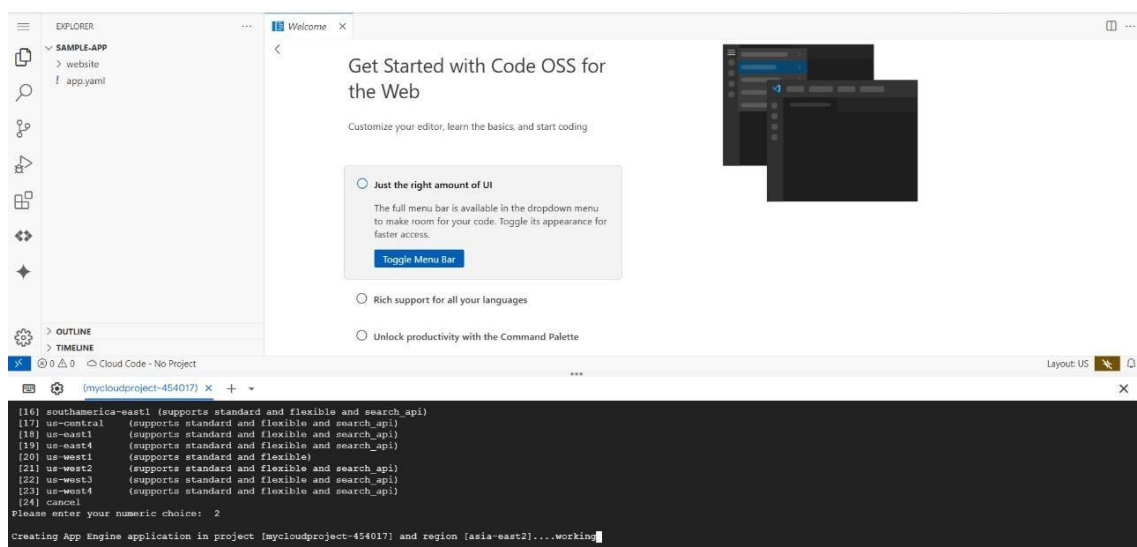 EXPLORER
Welcome
SAMPLE-APP
website
! app.yaml
Get Started with Code OSS for
the Web
Customize your editor, learn the basics, and start coding
Just the right amount of UI
The full menu bar is available in the dropdown menu
to make room for your code. Toggle its appearance for
faster access.
Toggle Menu Bar
Rich support for all your languages
Unlock productivity with the Command Palette
OUTLINE
TIMELINE
0 0 Cloud Code - No Project
Layout: US
(mycloudproject-454017)
[16] southamerica-east1 (supports standard and flexible and search_api)
[17] us-central (supports standard and flexible and search_api)
[18] us-east1 (supports standard and flexible and search_api)
[19] us-east4 (supports standard and flexible and search_api)
[20] us-west1 (supports standard and flexible)
[21] us-west2 (supports standard and flexible and search_api)
[22] us-west3 (supports standard and flexible and search_api)
[23] us-west4 (supports standard and flexible and search_api)
[24] cancel
Please enter your numeric choice: 2
Creating App Engine application in project [mycloudproject-454017] and region [asia-east2]....working